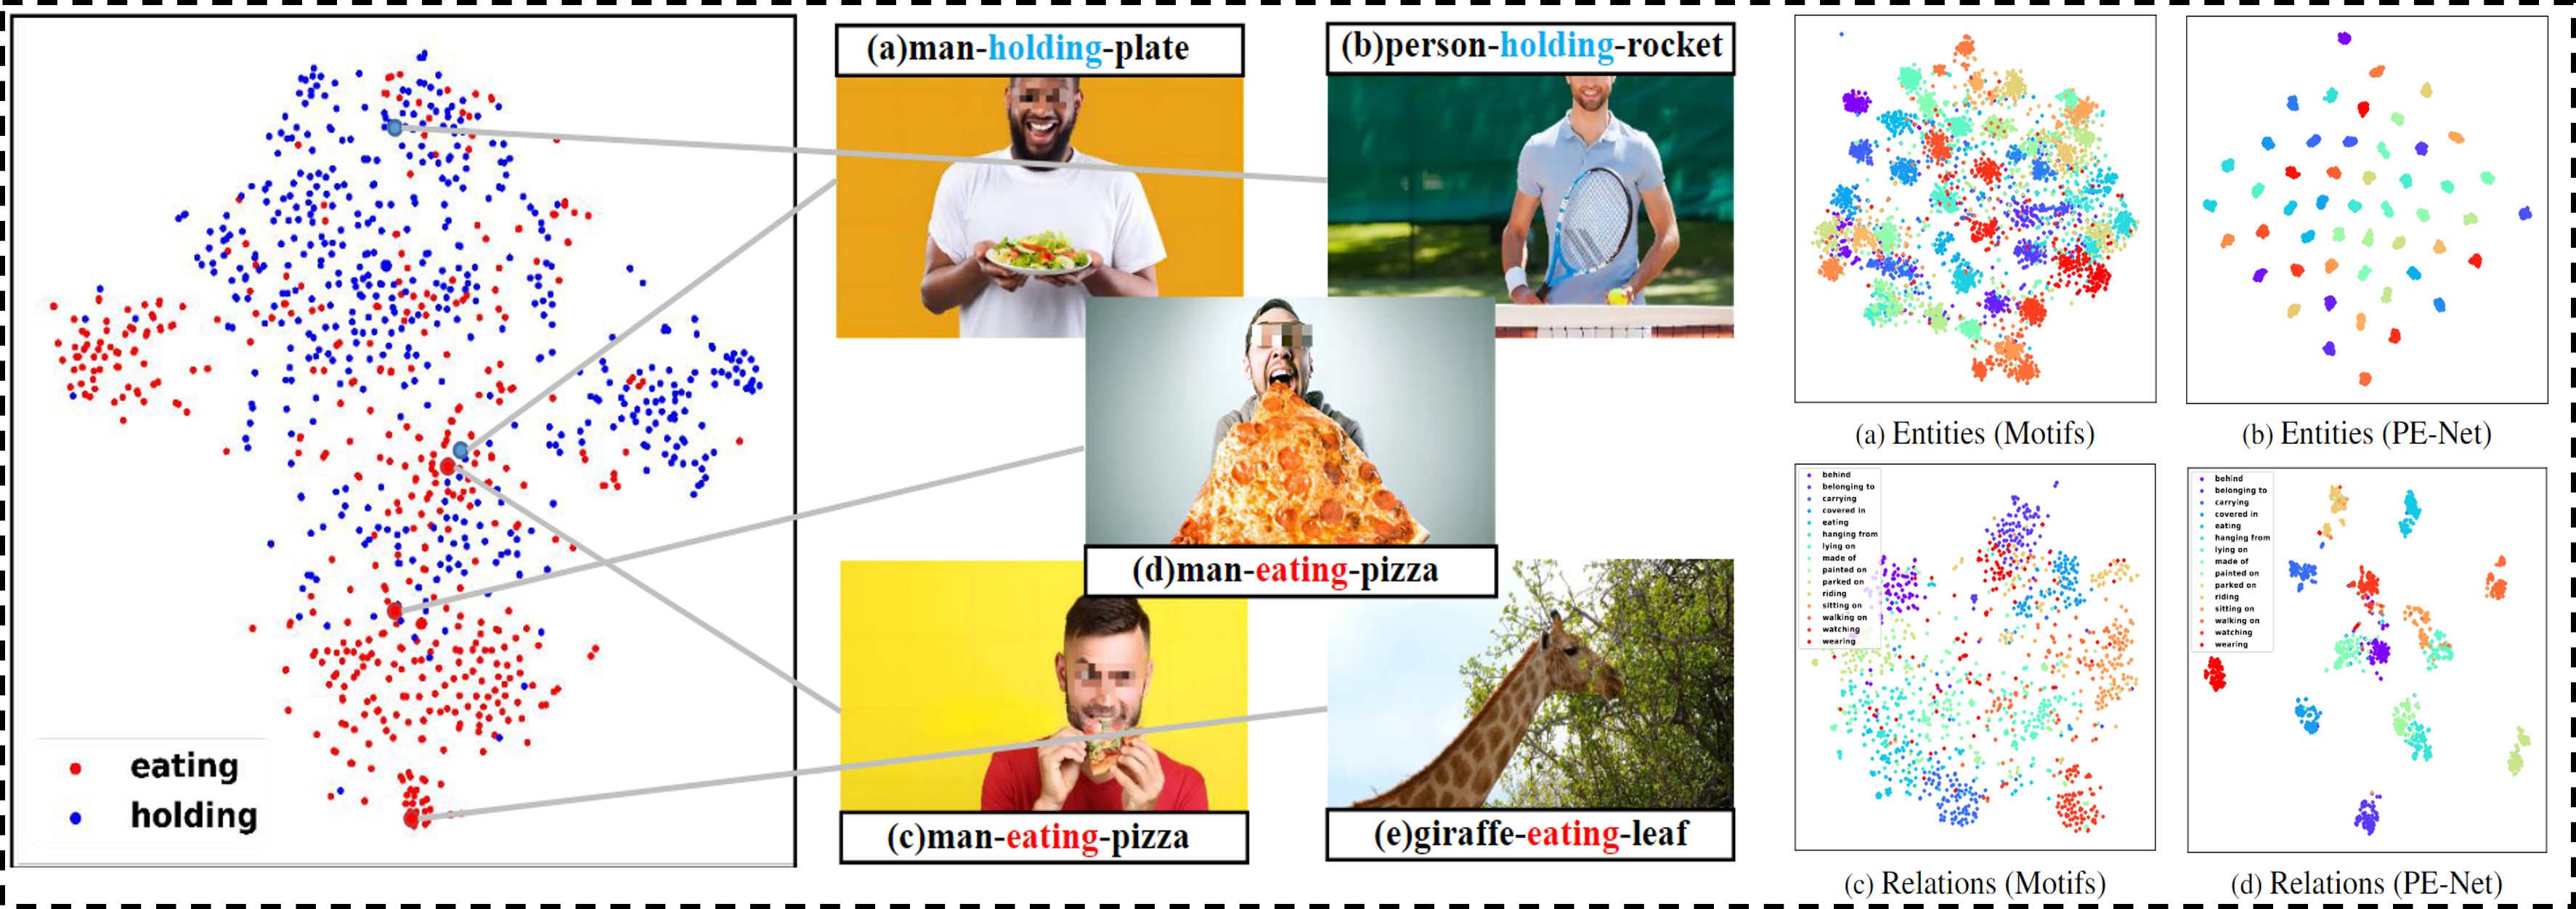 eating
holding
(a)man-holding-plate
(b)person-holding-rocket
(d)man-eating-pizza
(c)man-eating-pizza
(e)giraffe-eating-leaf
(a) Entities (Motifs)
(b) Entities (PE-Net)
behind
belonging to
carrying
covered in
eating
hanging from
lying on
made of
painted on
parked on
riding
sitting on
walking on
watching
wearing
(c) Relations (Motifs)
behind
belonging to
carrying
covered in
eating
hanging from
lying on
made of
painted on
parked on
riding
sitting on
walking on
watching
wearing
(d) Relations (PE-Net)